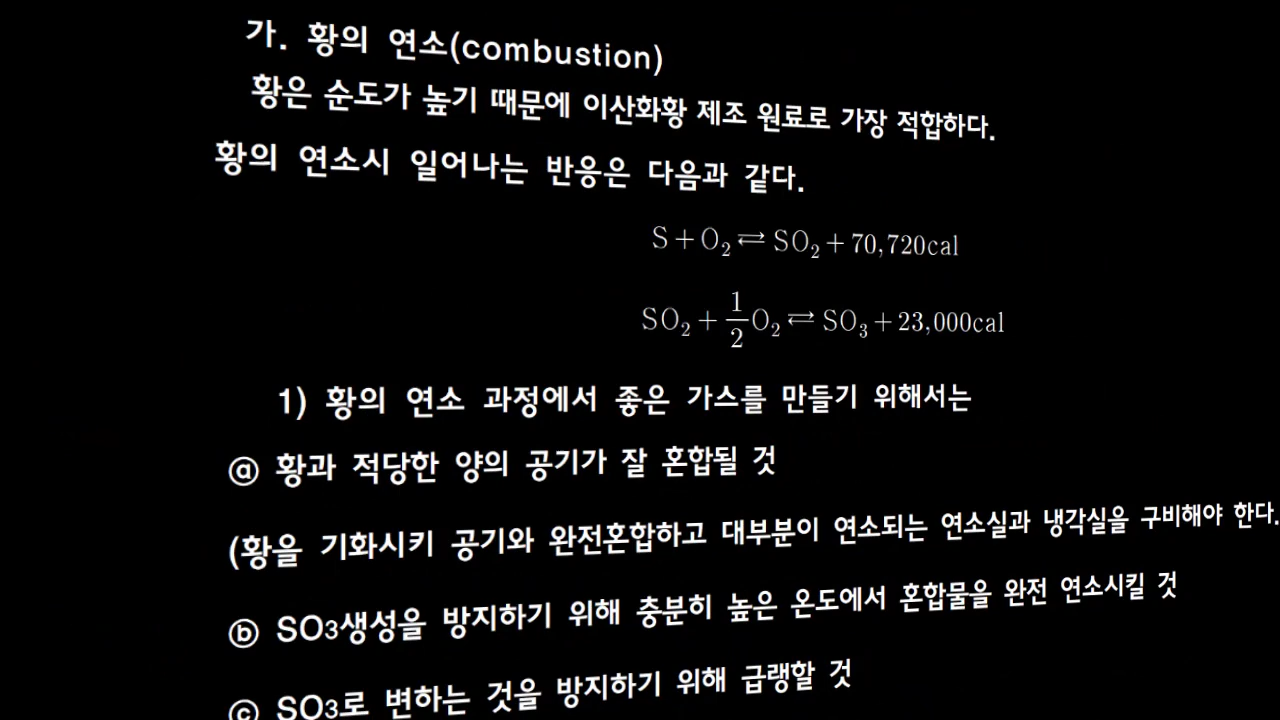 가. 황의 연소(combustion)
황은 순도가 높기 때문에 이산화황 제조 원료로 가장 적합하다.
황의 연소시 일어나는 반응은 다음과 같다.
S + O₂ ⇄ SO₂ + 70,720cal
SO₂ + 1/2 O₂ ⇄ SO₃ + 23,000cal
1) 황의 연소 과정에서 좋은 가스를 만들기 위해서는
ⓐ 황과 적당한 양의 공기가 잘 혼합될 것
(황을 기화시키 공기와 완전혼합하고 대부분이 연소되는 연소실과 냉각실을 구비해야 한다.
ⓑ SO3생성을 방지하기 위해 충분히 높은 온도에서 혼합물을 완전 연소시킬 것
ⓒ SO3로 변하는 것을 방지하기 위해 급랭할 것